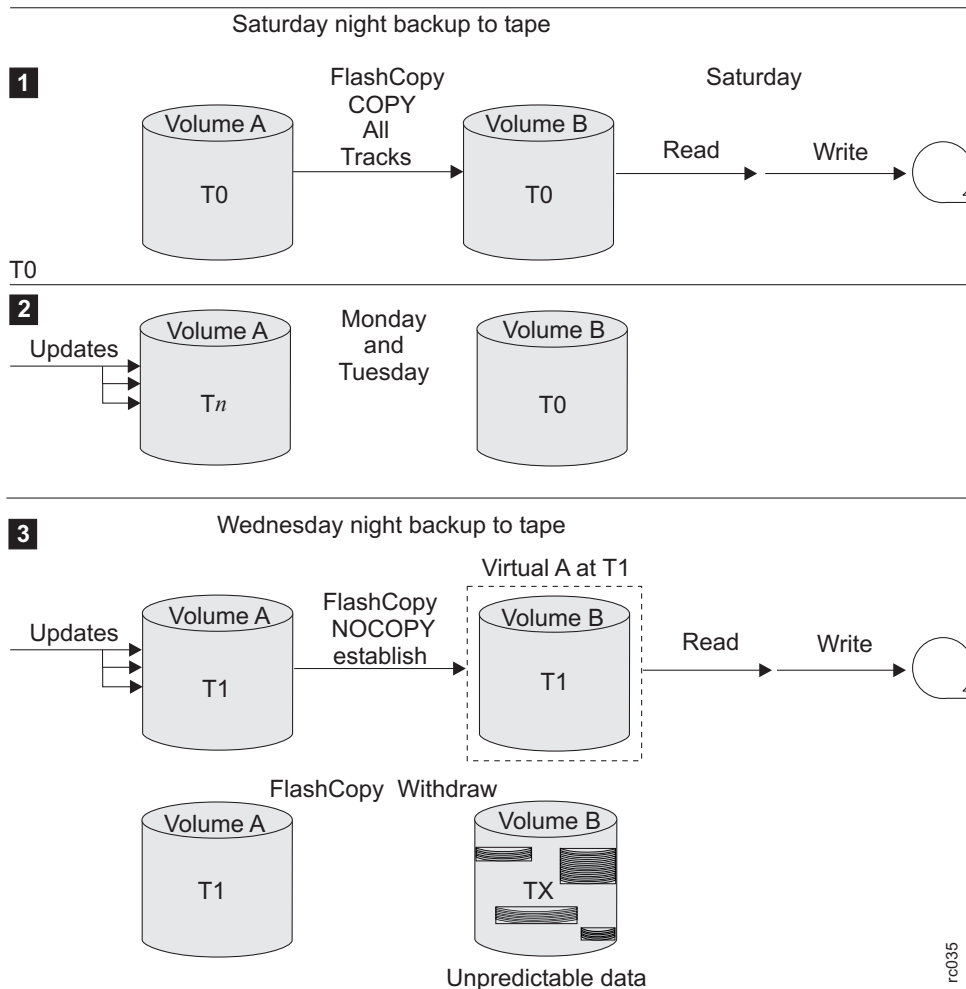 Saturday night backup to tape
1
FlashCopy
COPY
All
Tracks
Saturday
Volume A
Volume B
Read
Write
T0
T0
T0
2
Updates
Volume A
Monday
and
Tuesday
Volume B
Tn
T0
3
Wednesday night backup to tape
Virtual A at T1
Updates
Volume A
FlashCopy
NOCOPY
establish
Volume B
Read
Write
T1
T1
FlashCopy Withdraw
Volume A
Volume B
T1
TX
Unpredictable data
rc035